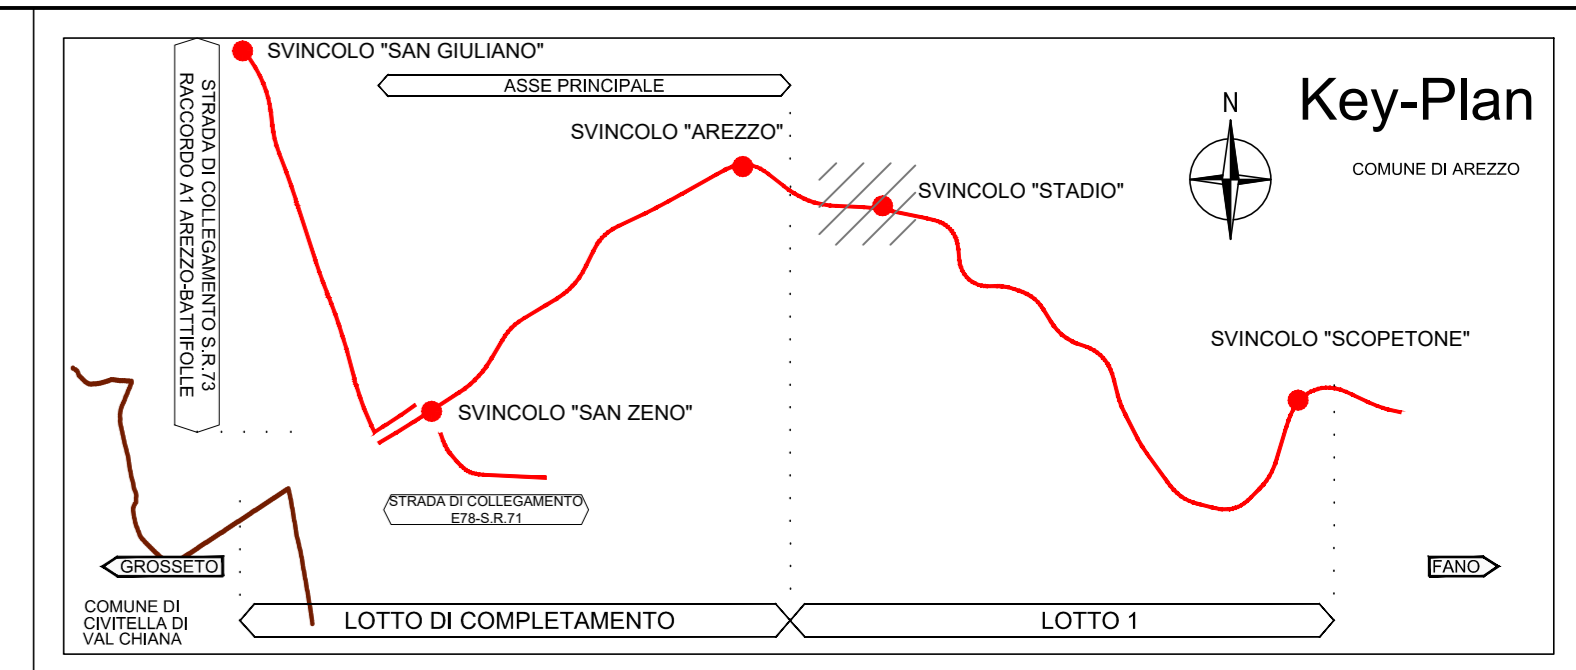 SVINCOLO "SAN GIULIANO"
ASSE PRINCIPALE
Key-Plan
N
SVINCOLO "AREZZO"
COMUNE DI AREZZO
SVINCOLO "STADIO"
STRADA DI COLLEGAMENTO S.R.73
RACCORDO A1 AREZZO-BATTIFOLLE
SVINCOLO "SCOPETONE"
SVINCOLO "SAN ZENO"
STRADA DI COLLEGAMENTO
E78-S.R.71
GROSSETO
FANO
COMUNE DI
CIVITELLA DI
VAL CHIANA
LOTTO DI COMPLETAMENTO
LOTTO 1